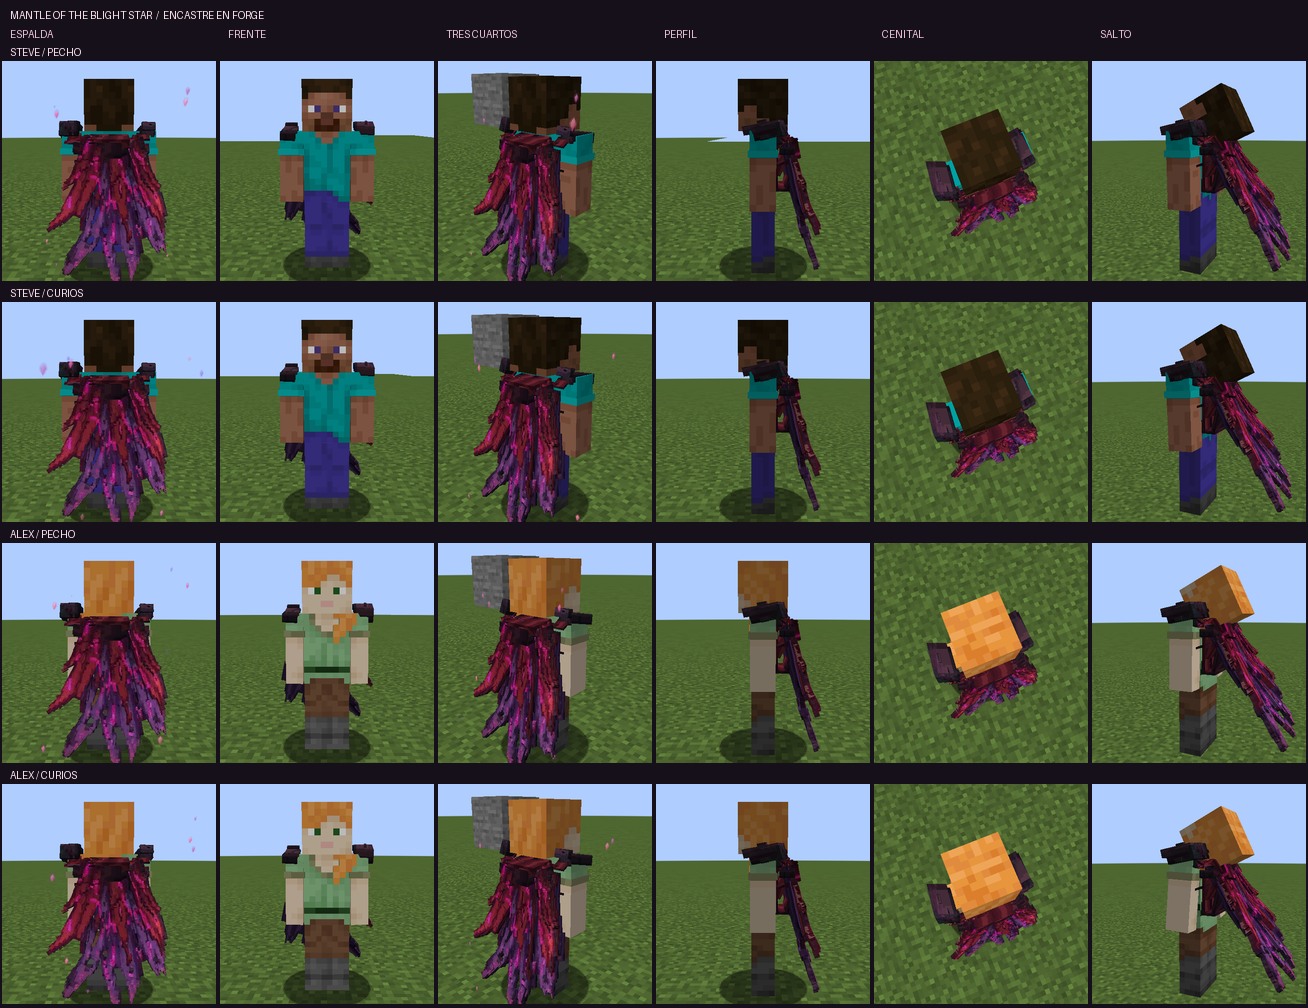 MANTLE OF THE BLIGHT STAR / ENCASTRE EN FORGE
ESPALDA FRENTE TRES CUARTOS PERFIL CENITAL SALTO
STEVE / PECHO
STEVE / CURIOS
ALEX / PECHO
ALEX / CURIOS